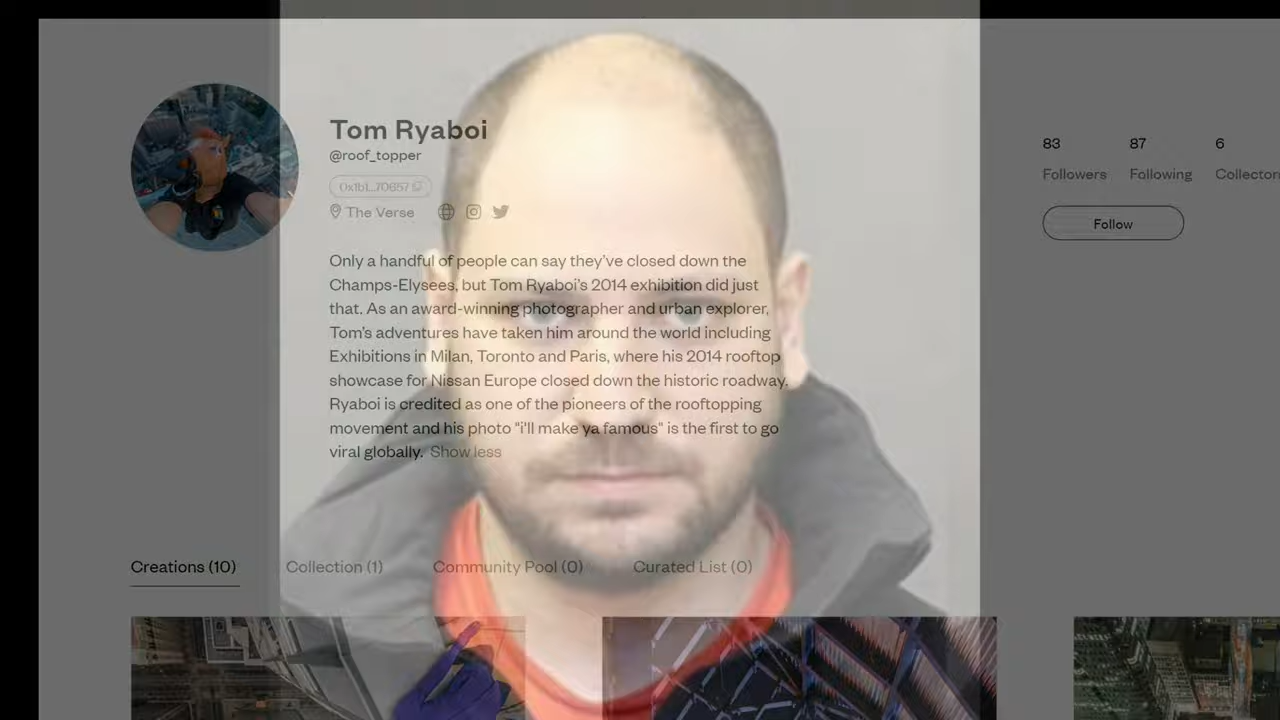 Tom Ryaboi
@roof_topper
0x1b1...70657
The Verse
83
Followers
87
Following
6
Collectors
Follow
Only a handful of people can say they've closed down the
Champs-Elysees, but Tom Ryaboi's 2014 exhibition did just
that. As an award-winning photographer and urban explorer,
Tom's adventures have taken him around the world including
Exhibitions in Milan, Toronto and Paris, where his 2014 rooftop
showcase for Nissan Europe closed down the historic roadway.
Ryaboi is credited as one of the pioneers of the rooftopping
movement and his photo "i'll make ya famous" is the first to go
viral globally. Show less
Creations (10)
Collection (1)
Community Pool (0)
Curated List (0)